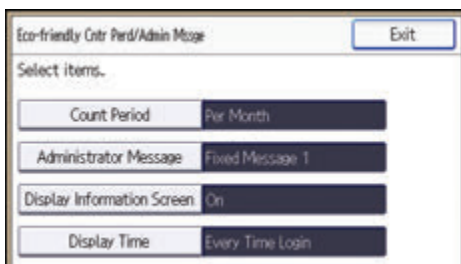 Eco-friendly Cntr Perd/Admin Mssge
Exit
Select items.
Count Period Per Month
Administrator Message Fixed Message 1
Display Information Screen On
Display Time Every Time Login